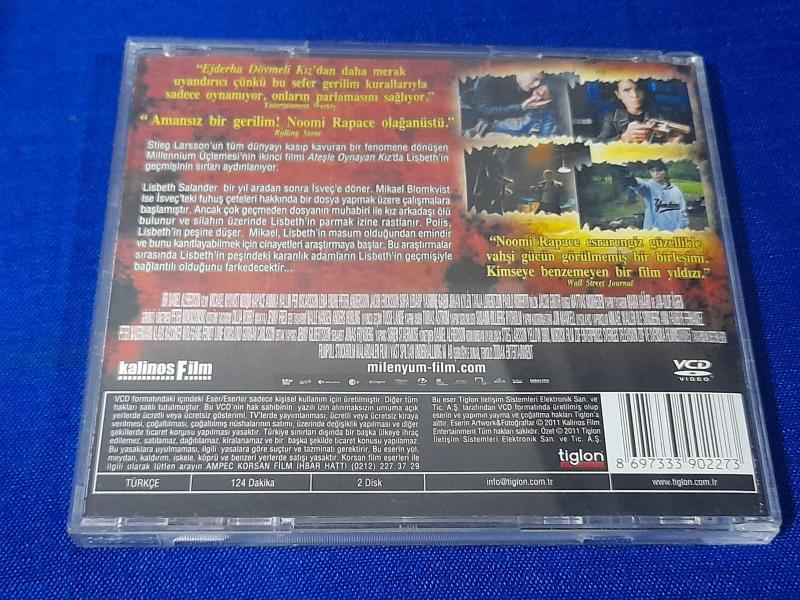 "Ejderha Dövmeli Kız'dan daha merak
uyandırıcı çünkü bu sefer gerilim kurallarıyla
sadece oynamıyor, onların parlamasını sağlıyor."
Entertainment Weekly
"Amansız bir gerilim! Noomi Rapace olağanüstü."
Rolling Stone
Stieg Larsson'un tüm dünyayı kasıp kavuran bir fenomene dönüşen
Millennium Üçlemesi'nin ikinci filmi Ateşle Oynayan Kız'da Lisbeth'in
geçmişinin sırları aydınlanıyor.
Lisbeth Salander bir yıl aradan sonra İsveç'e döner. Mikael Blomkvist
ise İsveç'teki fuhuş çeteleri hakkında bir dosya yapmak üzere çalışmalara
başlamıştır. Ancak çok geçmeden dosyanın muhabiri ile kız arkadaşı ölü
bulunur ve silahın üzerinde Lisbeth'in parmak izine rastlanır. Polis,
Lisbeth'in peşine düşer. Mikael, Lisbeth'in masum olduğundan emindir
ve bunu kanıtlayabilmek için cinayetleri araştırmaya başlar. Bu araştırmalar
sırasında Lisbeth'in peşindeki karanlık adamların Lisbeth'in geçmişiyle
bağlantılı olduğunu farkedecektir...
"Noomi Rapace esrarengiz güzellikle
vahşi gücün görülmemiş bir birleşimi.
Kimseye benzemeyen bir film yıldızı."
Wall Street Journal
kalinos Film
milenyum-film.com
VCD
VIDEO
VCD formatındaki içindeki Eser/Eserler sadece kişisel kullanım için üretilmiştir. Diğer tüm
hakları saklı tutulmuştur. Bu VCD'nin hak sahibinin yazılı izin alınmaksızın umuma açık
yerlerde ücretli veya ücretsiz gösterimi, TV'lerde yayımlanması, ücretli veya ücretsiz kiraya
verilmesi, çoğaltılması, çoğaltılmış nüshalarının satımı, üzerinde değişiklik yapılması ve diğer
şekillerde ticaret konusu yapılması yasaktır. Türkiye sınırları dışında bir başka ülkeye ihraç
edilemez, satılamaz, dağıtılamaz, kiralanamaz ve bir başka şekilde ticaret konusu yapılamaz
Bu yasaklara uyulmaması, ilgili yasalara göre suçtur ve tazminatı gerektirir. Bu eserin yol,
meydan, kaldırım, iskele, köprü ve benzeri yerlerde satışı yasaktır. Korsan film eserleri ile
ilgili olarak lütfen arayın AMPEC KORSAN FİLM İHBAR HATTI (0212) 227 37 29
Bu eser Tiglon İletişim Sistemleri Elektronik San. ve
Tic. A.Ş. tarafından VCD formatında üretilmiş olup
eserin ve yapımın yayma ve çoğaltma hakları Tiglon'a
aittir. Eserin Artwork&Fotoğraflar © 2011 Kalinos Film
Entertainment Tüm hakları Saklıdır. Özet © 2011 Tiglon
İletişim Sistemleri Elektronik San. ve Tic. A.Ş.
tiglon
8 697333 902273
TÜRKÇE
124 Dakika
2 Disk
info@tiglon.com.tr
www.tiglon.com.tr